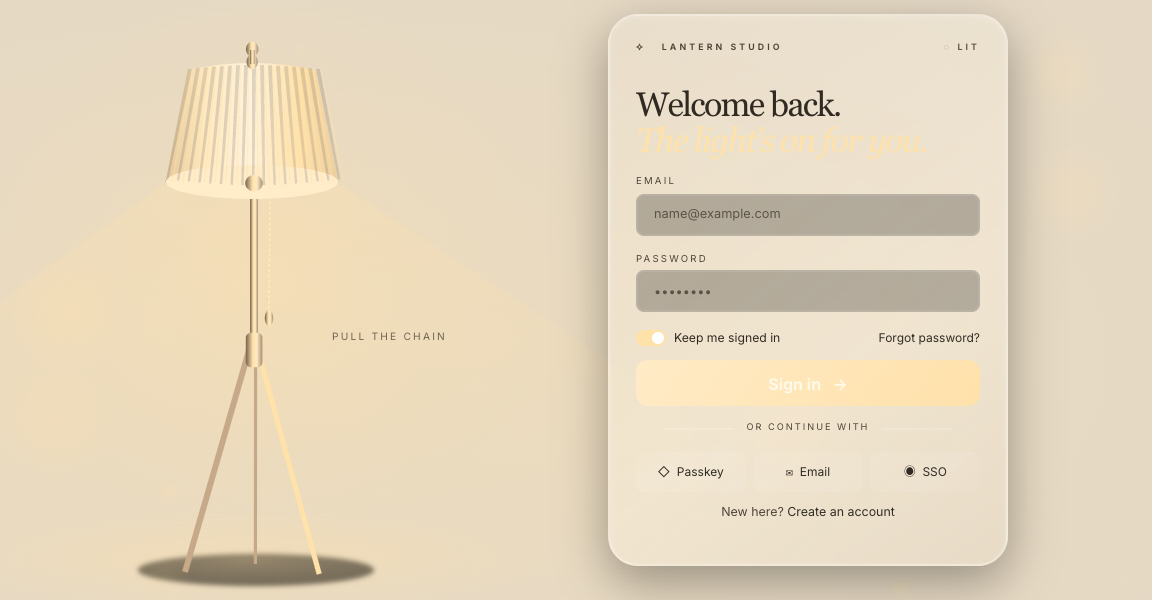 LANTERN STUDIO
LIT
Welcome back.
The light's on for you.
EMAIL
name@example.com
PASSWORD
••••••••
Keep me signed in
Forgot password?
Sign in →
OR CONTINUE WITH
Passkey
Email
SSO
New here? Create an account
PULL THE CHAIN